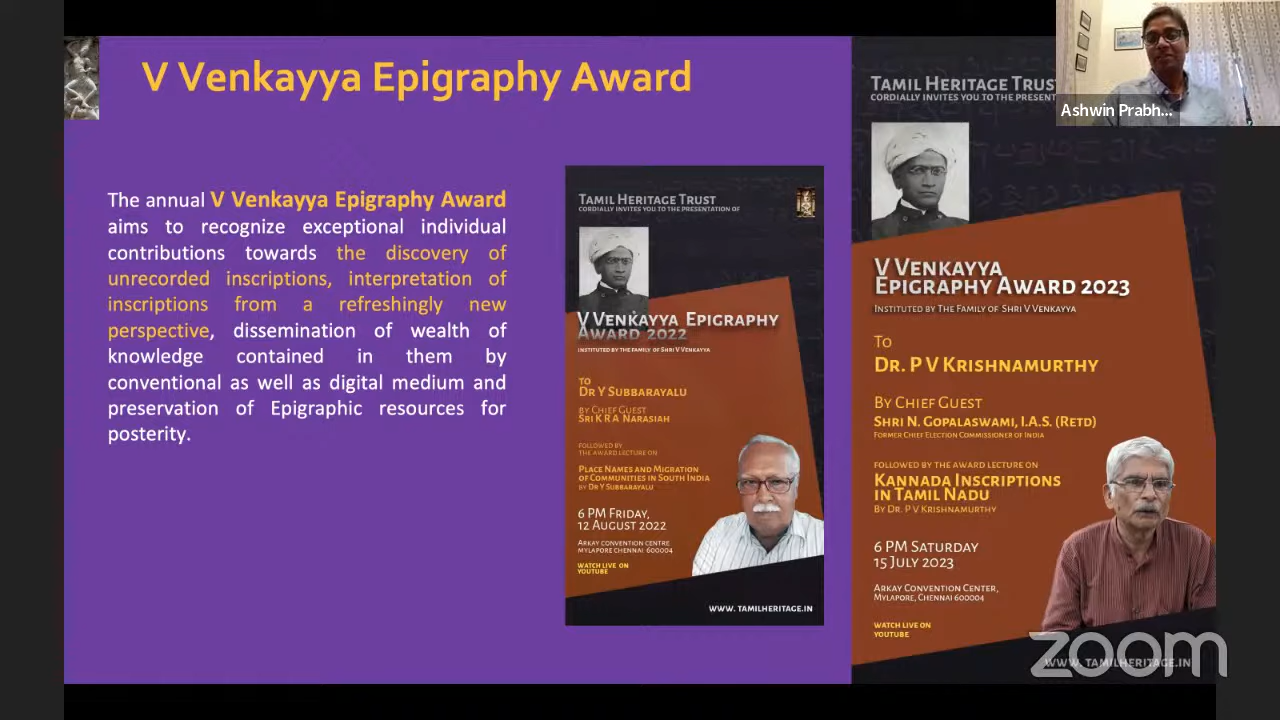 V Venkayya Epigraphy Award
The annual V Venkayya Epigraphy Award
aims to recognize exceptional individual
contributions towards the discovery of
unrecorded inscriptions, interpretation of
inscriptions from a refreshingly new
perspective, dissemination of wealth of
knowledge contained in them by
conventional as well as digital medium and
preservation of Epigraphic resources for
posterity.
TAMIL HERITAGE TRUST
CORDIALLY INVITES YOU TO THE PRESENTATION OF
V VENKAYYA EPIGRAPHY
AWARD 2022
INSTITUTED BY THE FAMILY OF SHRI V VENKAYYA
TO
DR Y SUBBARAYALU
BY CHIEF GUEST
SRI K R A NARASIAH
FOLLOWED BY
THE AWARD LECTURE ON
PLACE NAMES AND MIGRATION
OF COMMUNITIES IN SOUTH INDIA
BY DR Y SUBBARAYALU
6 PM FRIDAY,
12 AUGUST 2022
ARKAY CONVENTION CENTRE
MYLAPORE CHENNAI 600004
WATCH LIVE ON
YOUTUBE
WWW. TAMILHERITAGE.IN
TAMIL HERITAGE TRUST
CORDIALLY INVITES YOU TO THE PRESENT
V VENKAYYA
EPIGRAPHY AWARD 2023
INSTITUTED BY THE FAMILY OF SHRI V VENKAYYA
TO
DR. P V KRISHNAMURTHY
BY CHIEF GUEST
SHRI N. GOPALASWAMI, I.A.S. (RETD)
FORMER CHIEF ELECTION COMMISSIONER OF INDIA
FOLLOWED BY THE AWARD LECTURE ON
KANNADA INSCRIPTIONS
IN TAMIL NADU
BY DR. P V KRISHNAMURTHY
6 PM SATURDAY
15 JULY 2023
ARKAY CONVENTION CENTER,
MYLAPORE, CHENNAI 600004
WATCH LIVE ON
YOUTUBE
WWW. TAMILHERITAGE.IN
zoom
Ashwin Prabh...